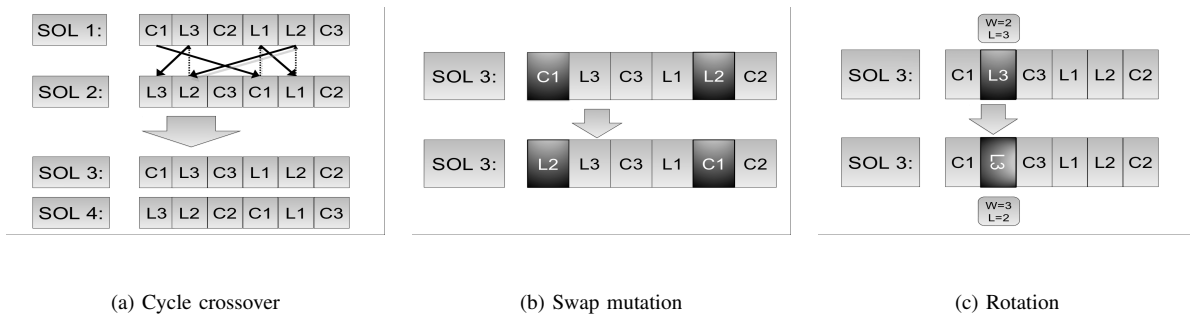 SOL 1: C1 L3 C2 L1 L2 C3
SOL 2: L3 L2 C3 C1 L1 C2
SOL 3: C1 L3 C3 L1 L2 C2
SOL 4: L3 L2 C2 C1 L1 C3
(a) Cycle crossover
SOL 3: C1 L3 C3 L1 L2 C2
SOL 3: L2 L3 C3 L1 C1 C2
(b) Swap mutation
W=2
L=3
SOL 3: C1 L3 C3 L1 L2 C2
SOL 3: C1 L3 C3 L1 L2 C2
W=3
L=2
(c) Rotation